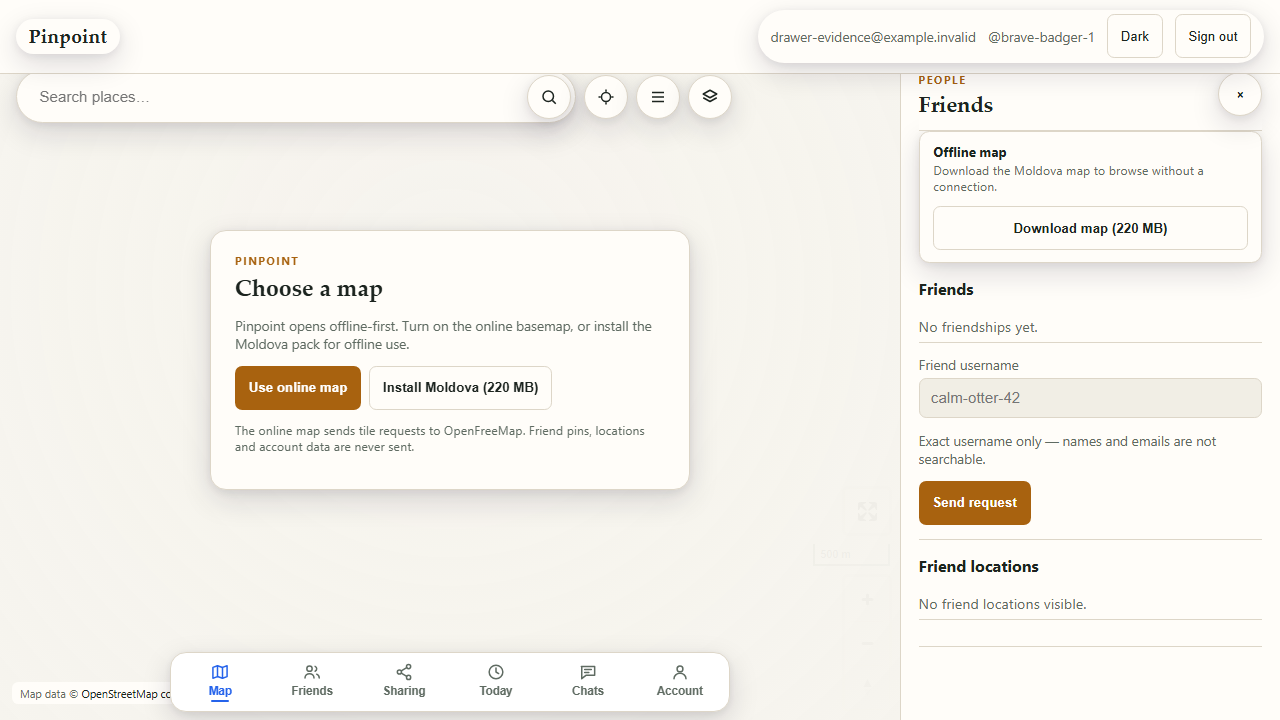 Pinpoint
drawer-evidence@example.invalid @brave-badger-1 Dark Sign out
Search places…
PEOPLE
Friends
×
Offline map
Download the Moldova map to browse without a
connection.
Download map (220 MB)
PINPOINT
Choose a map
Pinpoint opens offline-first. Turn on the online basemap, or install the
Moldova pack for offline use.
Use online map Install Moldova (220 MB)
The online map sends tile requests to OpenFreeMap. Friend pins, locations
and account data are never sent.
Friends
No friendships yet.
Friend username
calm-otter-42
Exact username only — names and emails are not
searchable.
Send request
Friend locations
No friend locations visible.
Map data © OpenStreetMap
Map Friends Sharing Today Chats Account